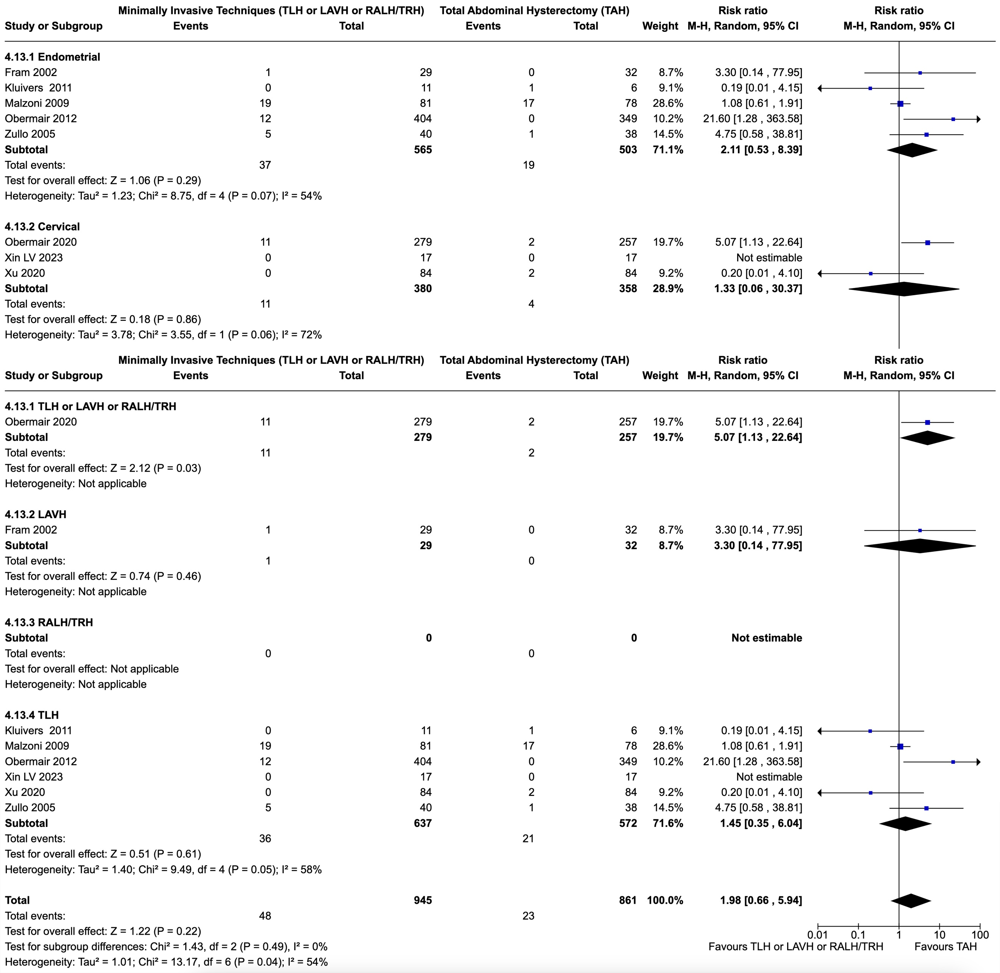 Minimally Invasive Techniques (TLH or LAVH or RALH/TRH) Total Abdominal Hysterectomy (TAH) Risk ratio Risk ratio
Study or Subgroup Events Total Events Total Weight M-H, Random, 95% CI M-H, Random, 95% CI
4.13.1 Endometrial
Fram 2002 1 29 0 32 8.7% 3.30 [0.14 , 77.95]
Kluivers  2011 0 11 1 6 9.1% 0.19 [0.01 , 4.15]
Malzoni 2009 19 81 17 78 28.6% 1.08 [0.61 , 1.91]
Obermair 2012 12 404 0 349 10.2% 21.60 [1.28 , 363.58]
Zullo 2005 5 40 1 38 14.5% 4.75 [0.58 , 38.81]
Subtotal 565 503 71.1% 2.11 [0.53 , 8.39]
Total events: 37 19
Test for overall effect: Z = 1.06 (P = 0.29)
Heterogeneity: Tau² = 1.23; Chi² = 8.75, df = 4 (P = 0.07); I² = 54%
4.13.2 Cervical
Obermair 2020 11 279 2 257 19.7% 5.07 [1.13 , 22.64]
Xin LV 2023 0 17 0 17 Not estimable
Xu 2020 0 84 2 84 9.2% 0.20 [0.01 , 4.10]
Subtotal 380 358 28.9% 1.33 [0.06 , 30.37]
Total events: 11 4
Test for overall effect: Z = 0.18 (P = 0.86)
Heterogeneity: Tau² = 3.78; Chi² = 3.55, df = 1 (P = 0.06); I² = 72%
Minimally Invasive Techniques (TLH or LAVH or RALH/TRH) Total Abdominal Hysterectomy (TAH) Risk ratio Risk ratio
Study or Subgroup Events Total Events Total Weight M-H, Random, 95% CI M-H, Random, 95% CI
4.13.1 TLH or LAVH or RALH/TRH
Obermair 2020 11 279 2 257 19.7% 5.07 [1.13 , 22.64]
Subtotal 279 257 19.7% 5.07 [1.13 , 22.64]
Total events: 11 2
Test for overall effect: Z = 2.12 (P = 0.03)
Heterogeneity: Not applicable
4.13.2 LAVH
Fram 2002 1 29 0 32 8.7% 3.30 [0.14 , 77.95]
Subtotal 29 32 8.7% 3.30 [0.14 , 77.95]
Total events: 1 0
Test for overall effect: Z = 0.74 (P = 0.46)
Heterogeneity: Not applicable
4.13.3 RALH/TRH
Subtotal 0 0 Not estimable
Total events: 0 0
Test for overall effect: Not applicable
Heterogeneity: Not applicable
4.13.4 TLH
Kluivers  2011 0 11 1 6 9.1% 0.19 [0.01 , 4.15]
Malzoni 2009 19 81 17 78 28.6% 1.08 [0.61 , 1.91]
Obermair 2012 12 404 0 349 10.2% 21.60 [1.28 , 363.58]
Xin LV 2023 0 17 0 17 Not estimable
Xu 2020 0 84 2 84 9.2% 0.20 [0.01 , 4.10]
Zullo 2005 5 40 1 38 14.5% 4.75 [0.58 , 38.81]
Subtotal 637 572 71.6% 1.45 [0.35 , 6.04]
Total events: 36 21
Test for overall effect: Z = 0.51 (P = 0.61)
Heterogeneity: Tau² = 1.40; Chi² = 9.49, df = 4 (P = 0.05); I² = 58%
Total 945 861 100.0% 1.98 [0.66 , 5.94]
Total events: 48 23
Test for overall effect: Z = 1.22 (P = 0.22) 0.01 0.1 1 10 100
Test for subgroup differences: Chi² = 1.43, df = 2 (P = 0.49), I² = 0% Favours TLH or LAVH or RALH/TRH Favours TAH
Heterogeneity: Tau² = 1.01; Chi² = 13.17, df = 6 (P = 0.04); I² = 54%